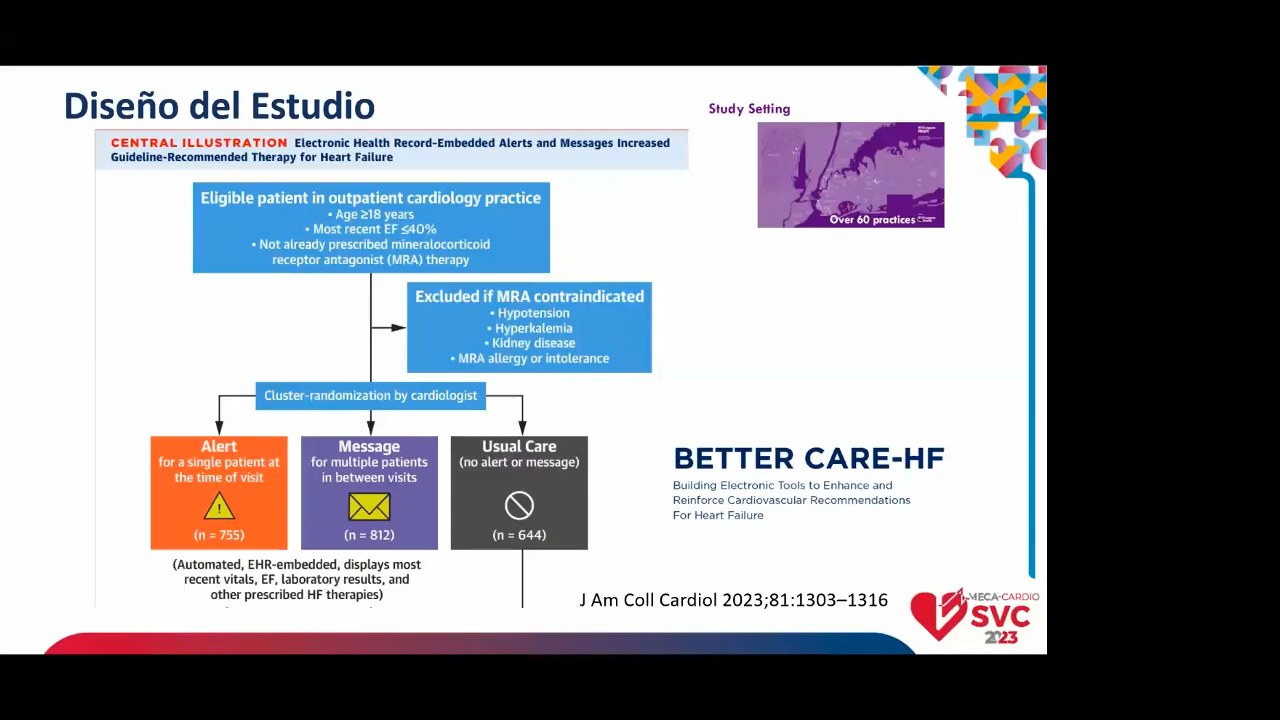 Diseño del Estudio
CENTRAL ILLUSTRATION Electronic Health Record-Embedded Alerts and Messages Increased
Guideline-Recommended Therapy for Heart Failure
Study Setting
Over 60 practices
Eligible patient in outpatient cardiology practice
• Age ≥18 years
• Most recent EF ≤40%
• Not already prescribed mineralocorticoid
receptor antagonist (MRA) therapy
Excluded if MRA contraindicated
• Hypotension
• Hyperkalemia
• Kidney disease
• MRA allergy or intolerance
Cluster-randomization by cardiologist
Alert
for a single patient at
the time of visit
!
(n = 755)
Message
for multiple patients
in between visits
(n = 812)
Usual Care
(no alert or message)
(n = 644)
(Automated, EHR-embedded, displays most
recent vitals, EF, laboratory results, and
other prescribed HF therapies)
BETTER CARE-HF
Building Electronic Tools to Enhance and
Reinforce Cardiovascular Recommendations
For Heart Failure
J Am Coll Cardiol 2023;81:1303–1316
MECA-CARDIO
SVC
2023